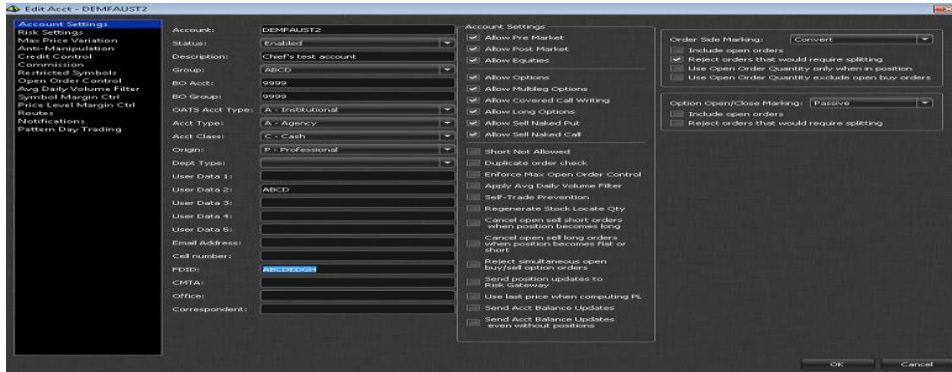 Edit Acct - DEMFAUST2
Account Settings
Risk Settings
Max Price Variation
Anti-Manipulation
Credit Control
Commission
Restricted Symbols
Open Order Control
Avg Daily Volume Filter
Symbol Margin Ctrl
Price Level Margin Ctrl
Routes
Notifications
Pattern Day Trading
Account: DEMFAUST2
Status: Enabled
Description: Chief's test account
Group: ABCD
BO Acct: 9999
BO Group: 9999
OATS Acct Type: A - Institutional
Acct Type: A - Agency
Acct Class: C - Cash
Origin: P - Professional
Dept Type:
User Data 1:
User Data 2: ABCD
User Data 3:
User Data 4:
User Data 5:
Email Address:
Cell number:
FDID: ABCDEDGH
CMTA:
Office:
Correspondent:
Account Settings
Allow Pre Market
Allow Post Market
Allow Equities
Allow Options
Allow Multileg Options
Allow Covered Call Writing
Allow Long Options
Allow Sell Naked Put
Allow Sell Naked Call
Short Not Allowed
Duplicate order check
Enforce Max Open Order Control
Apply Avg Daily Volume Filter
Self-Trade Prevention
Regenerate Stock Locate Qty
Cancel open sell short orders
when position becomes long
Cancel open sell long orders
when position becomes flat or
short
Reject simultaneous open
buy/sell option orders
Send position updates to
Risk Gateway
Use last price when computing PL
Send Acct Balance Updates
Send Acct Balance Updates
even without positions
Order Side Marking: Convert
Include open orders
Reject orders that would require splitting
Use Open Order Quantity only when in position
Use Open Order Quantity exclude open buy orders
Option Open/Close Marking: Passive
Include open orders
Reject orders that would require splitting
OK
Cancel